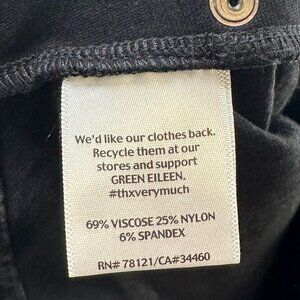 We'd like our clothes back.
Recycle them at our
stores and support
GREEN EILEEN.
#thxverymuch
69% VISCOSE 25% NYLON
6% SPANDEX
RN# 78121/CA# 34460